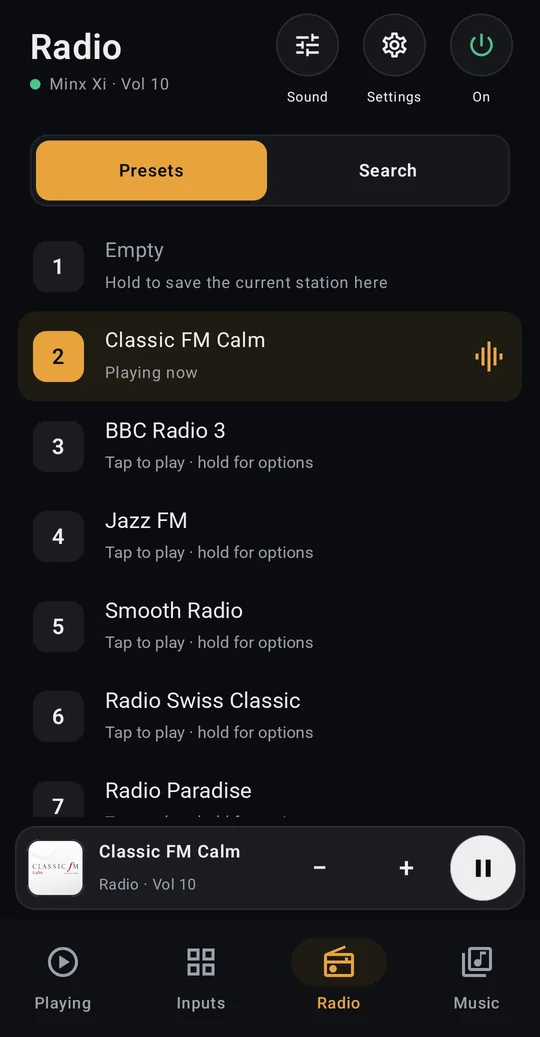 Radio
Minx Xi · Vol 10
Sound
Settings
On
Presets
Search
1
Empty
Hold to save the current station here
2
Classic FM Calm
Playing now
3
BBC Radio 3
Tap to play · hold for options
4
Jazz FM
Tap to play · hold for options
5
Smooth Radio
Tap to play · hold for options
6
Radio Swiss Classic
Tap to play · hold for options
7
Radio Paradise
CLASSIC fM
Calm
Classic FM Calm
Radio · Vol 10
−
+
Playing
Inputs
Radio
Music